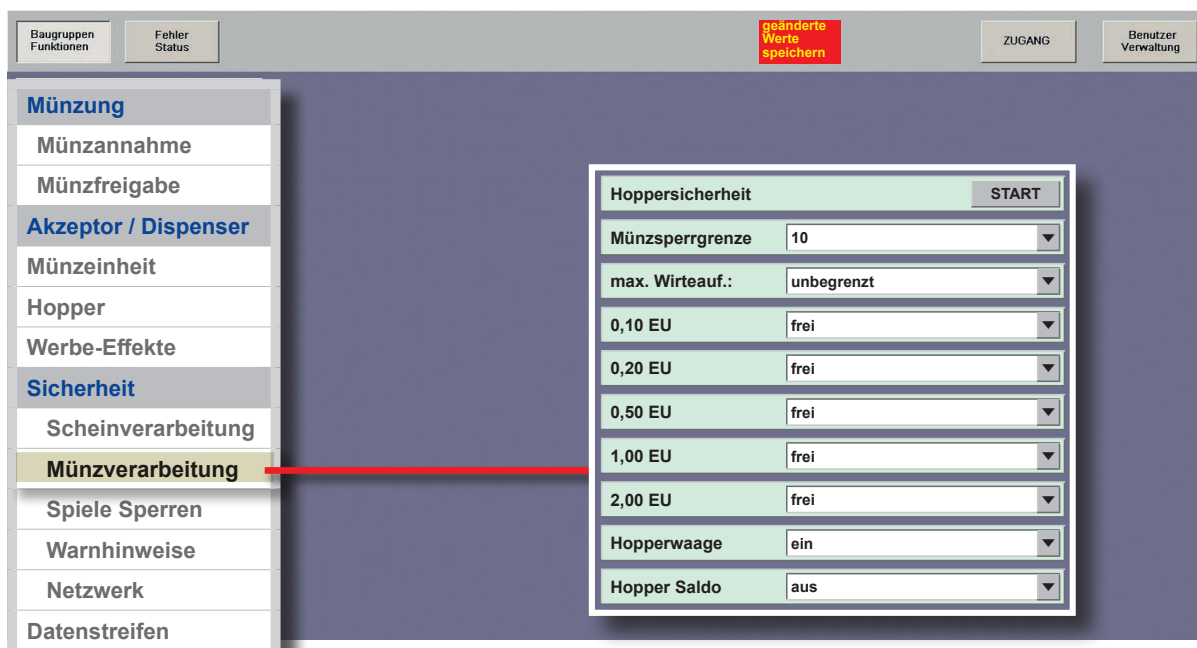 Baugruppen
Funktionen
Fehler
Status
geänderte
Werte
speichern
ZUGANG
Benutzer
Verwaltung
Münzung
Münzannahme
Münzfreigabe
Akzeptor / Dispenser
Münzeinheit
Hopper
Werbe-Effekte
Sicherheit
Scheinverarbeitung
Münzverarbeitung
Spiele Sperren
Warnhinweise
Netzwerk
Datenstreifen
Hoppersicherheit START
Münzsperrgrenze 10
max. Wirteauf.: unbegrenzt
0,10 EU frei
0,20 EU frei
0,50 EU frei
1,00 EU frei
2,00 EU frei
Hopperwaage ein
Hopper Saldo aus